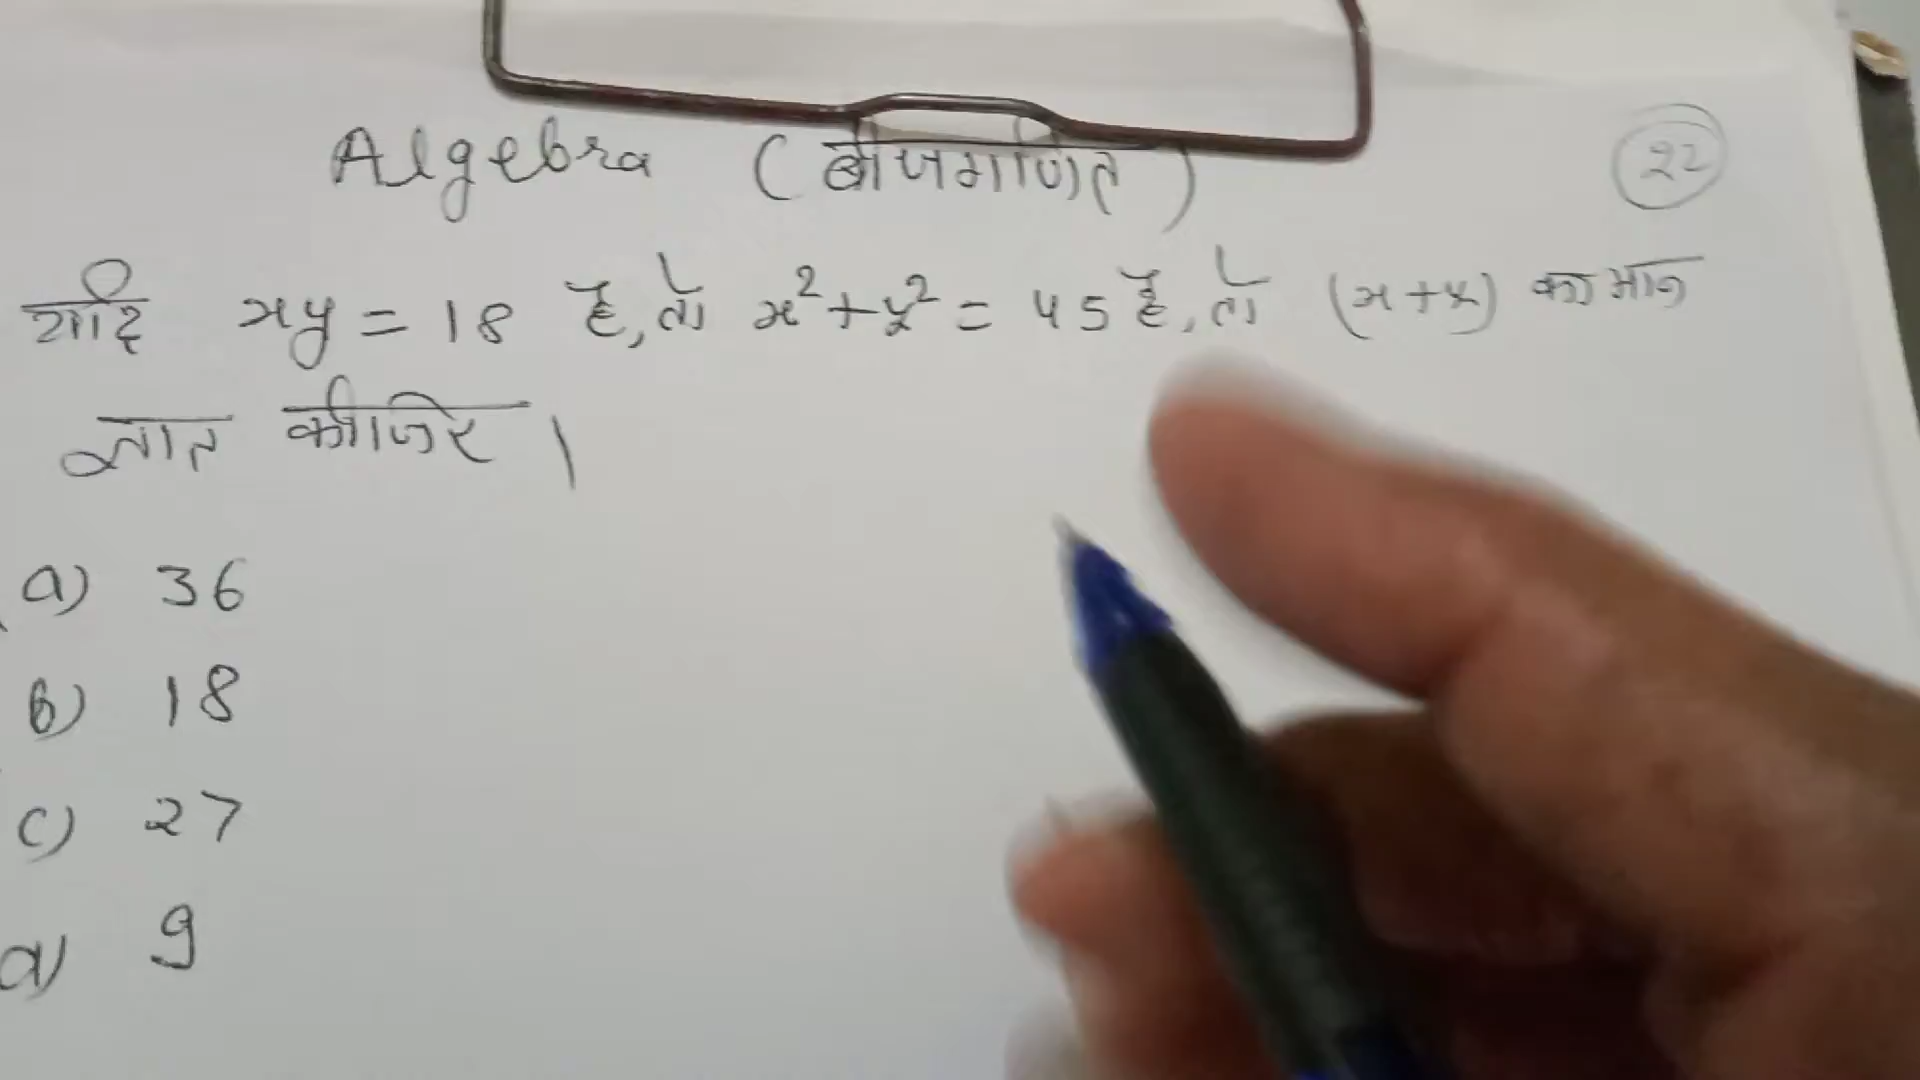 Algebra (बीजगणित)
22
यदि xy = 18 है, तो x²+y² = 45 है, तो (x+y) का मान
ज्ञात कीजिए।
a) 36
b) 18
c) 27
d) 9